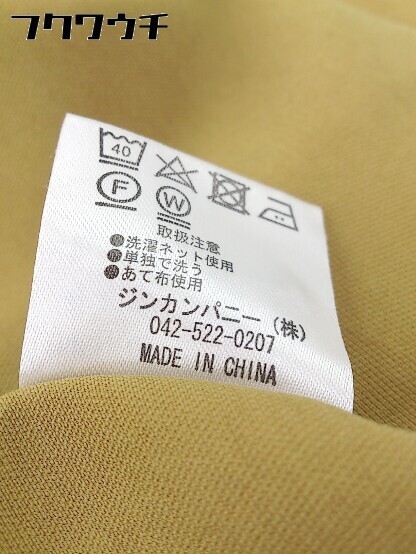 フクワウチ
40
F W
取扱注意
●洗濯ネット使用
●単独で洗う
●あて布使用
ジンカンパニー(株)
042-522-0207
MADE IN CHINA